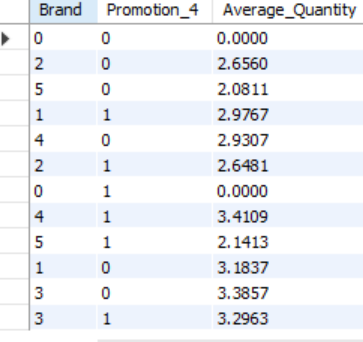 Brand Promotion_4 Average_Quantity
0 0 0.0000
2 0 2.6560
5 0 2.0811
1 1 2.9767
4 0 2.9307
2 1 2.6481
0 1 0.0000
4 1 3.4109
5 1 2.1413
1 0 3.1837
3 0 3.3857
3 1 3.2963